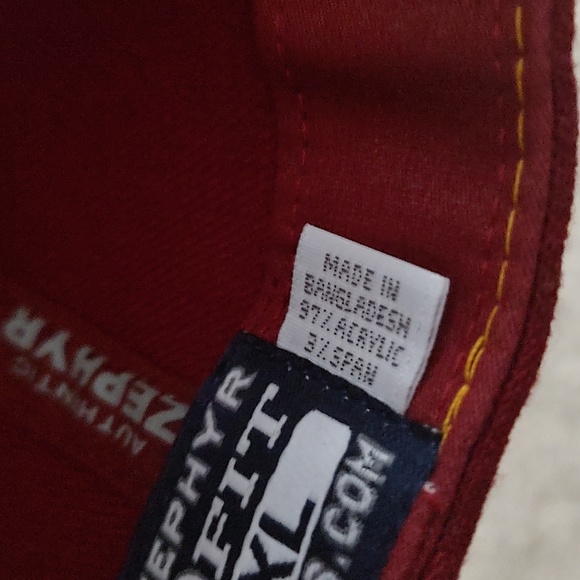 MADE IN
BANGLADESH
97% ACRYLIC
3% SPAN
ZEPHYR
FIT
XL
S.COM
AUTHENTIC
ZEPHYR